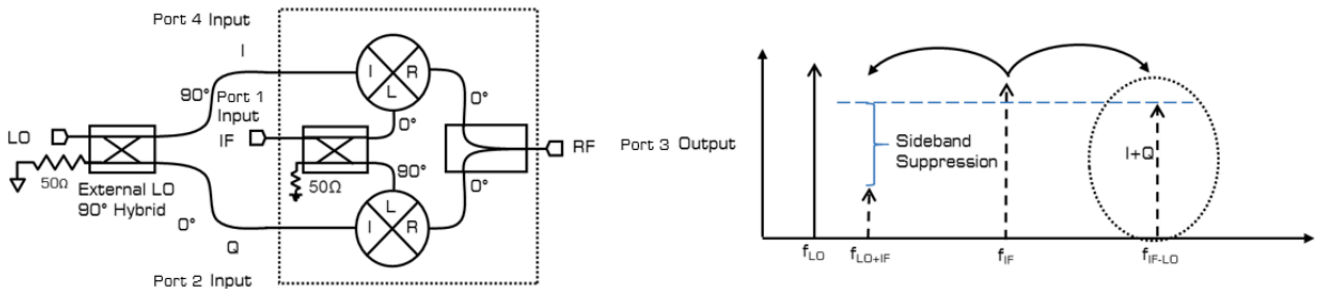 Port 4 Input
I
90°
Port 1
Input
LO
IF
50Ω
External LO
90° Hybrid
0°
Q
Port 2 Input
I
R
L
0°
50Ω
90°
L
I
R
0°
0°
RF
Port 3 Output
Sideband
Suppression
I+Q
fLO
fLO+IF
fIF
fIF-LO